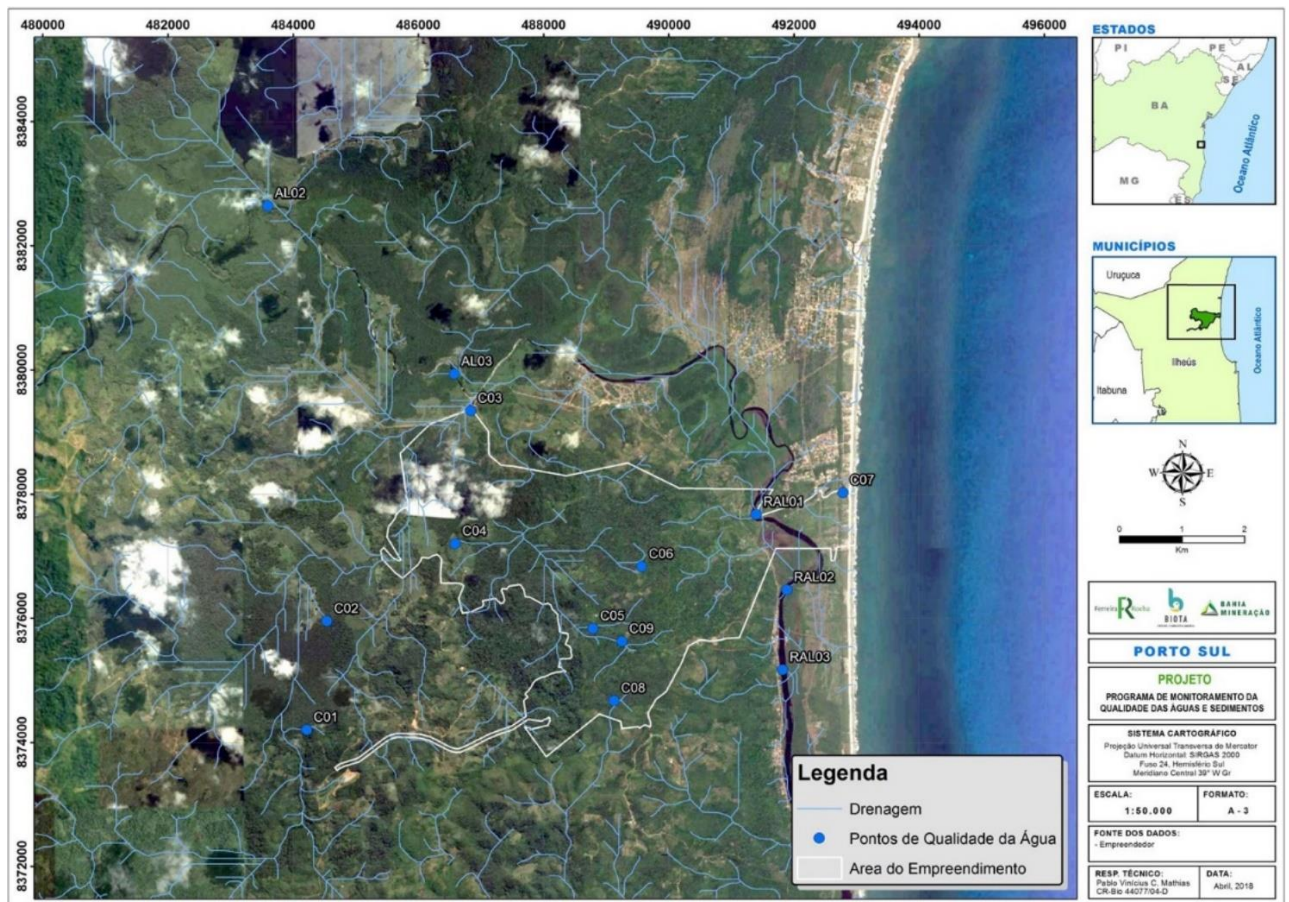 480000 482000 484000 486000 488000 490000 492000 494000 496000
8384000
8382000
8380000
8378000
8376000
8374000
8372000
AL02
AL03
C03
C07
RAL01
C04
C06
RAL02
C02
C05
C09
RAL03
C08
C01
Legenda
Drenagem
Pontos de Qualidade da Água
Area do Empreendimento
ESTADOS
PI
PE
AL
SE
BA
MG
ES
Oceano Atlântico
MUNICÍPIOS
Uruçuca
Ilheús
Itabuna
Oceano Atlântico
N
W E
S
0 1 2
Km
Ferreira Rocha
BIOTA
BAHIA
MINERAÇÃO
PORTO SUL
PROJETO
PROGRAMA DE MONITORAMENTO DA
QUALIDADE DAS ÁGUAS E SEDIMENTOS
SISTEMA CARTOGRÁFICO
Projeção Universal Transversa de Mercator
Datum Horizontal: SIRGAS 2000
Fuso 24, Hemisfério Sul
Meridiano Central 39° W Gr
ESCALA:
1:50.000
FORMATO:
A - 3
FONTE DOS DADOS:
- Empreendedor
RESP. TÉCNICO:
Pablo Vinícius C. Mathias
CR-Bio 44077/04-D
DATA:
Abril, 2018